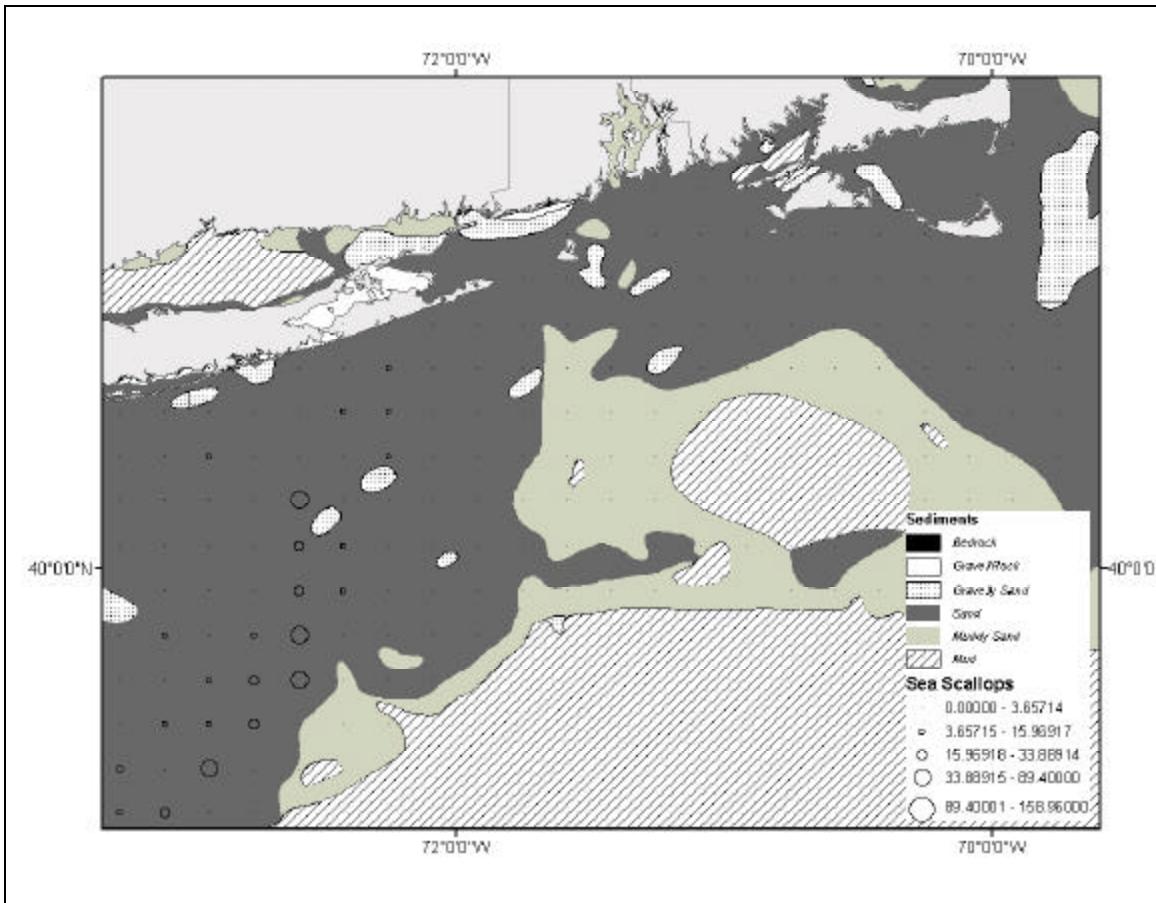 72°0'0"W 70°0'0"W
40°0'0"N 40°0'0
Sediments
Bedrock
Gravel/Rock
Gravelly Sand
Sand
Muddy Sand
Mud
Sea Scallops
0.00000 - 3.65714
3.65715 - 15.96917
15.96918 - 33.88914
33.88915 - 89.40000
89.40001 - 158.96000
72°0'0"W 70°0'0"W